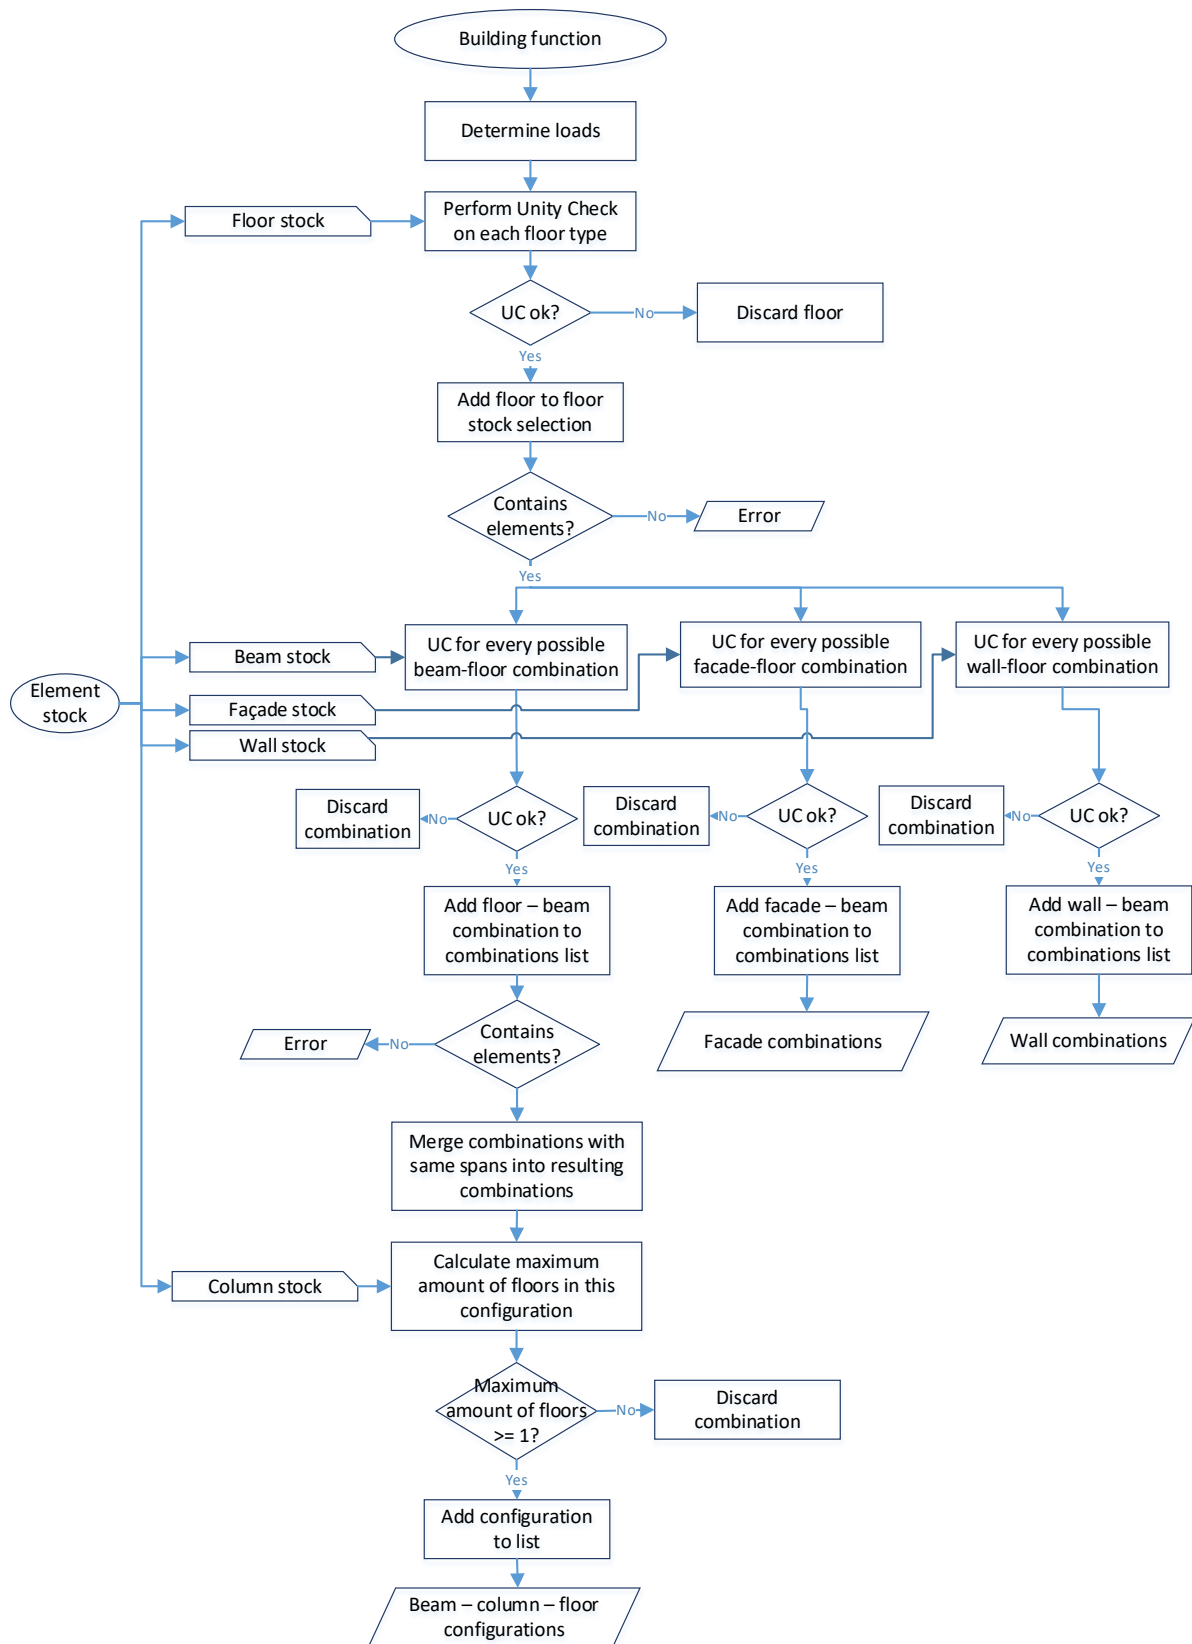 Building function
Determine loads
Floor stock
Perform Unity Check
on each floor type
UC ok?
No
Discard floor
Yes
Add floor to floor
stock selection
Contains
elements?
No
Error
Yes
Element
stock
Beam stock
Façade stock
Wall stock
UC for every possible
beam-floor combination
UC for every possible
facade-floor combination
UC for every possible
wall-floor combination
Discard
combination
No
UC ok?
Discard
combination
No
UC ok?
Discard
combination
No
UC ok?
Yes
Yes
Yes
Add floor – beam
combination to
combinations list
Add facade – beam
combination to
combinations list
Add wall – beam
combination to
combinations list
Error
No
Contains
elements?
Facade combinations
Wall combinations
Merge combinations with
same spans into resulting
combinations
Column stock
Calculate maximum
amount of floors in this
configuration
Maximum
amount of floors
>= 1?
No
Discard
combination
Yes
Add configuration
to list
Beam – column – floor
configurations